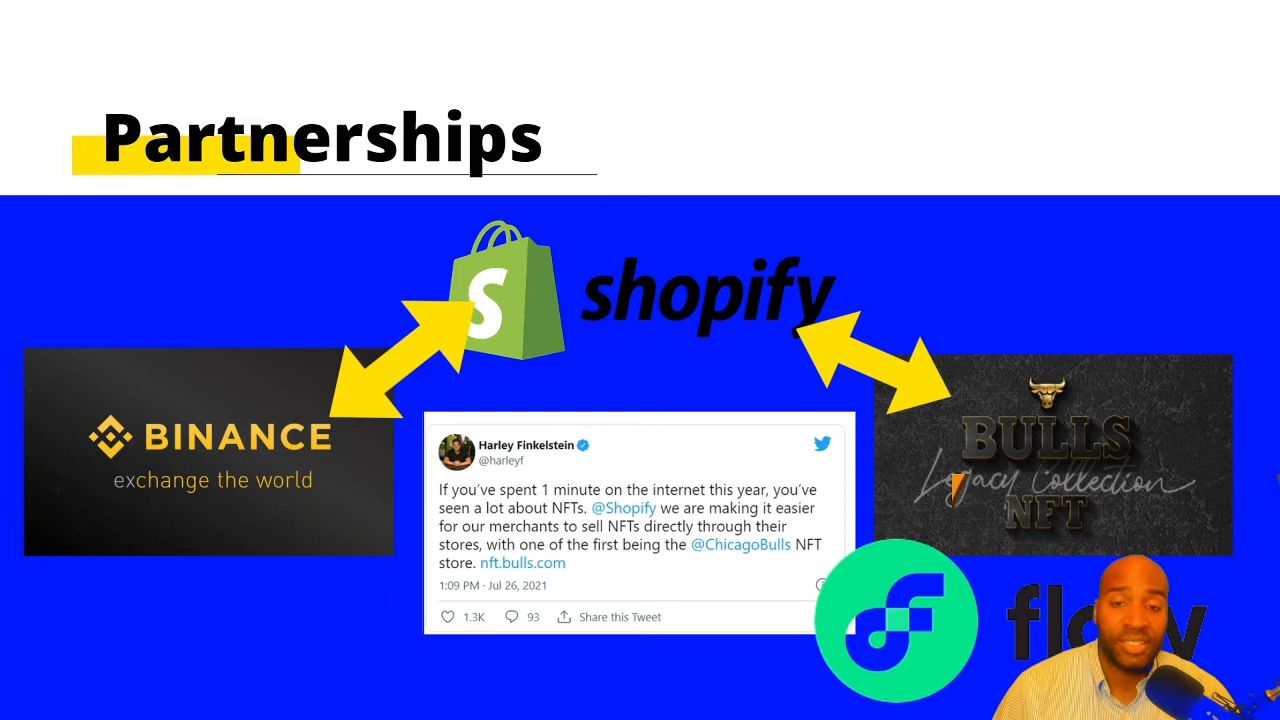 Partnerships
shopify
BINANCE
exchange the world
Harley Finkelstein
@harleyf
If you've spent 1 minute on the internet this year, you've
seen a lot about NFTs. @Shopify we are making it easier
for our merchants to sell NFTs directly through their
stores, with one of the first being the @ChicagoBulls NFT
store. nft.bulls.com
1:09 PM · Jul 26, 2021
1.3K 93 Share this Tweet
BULLS
Legacy Collection
NFT